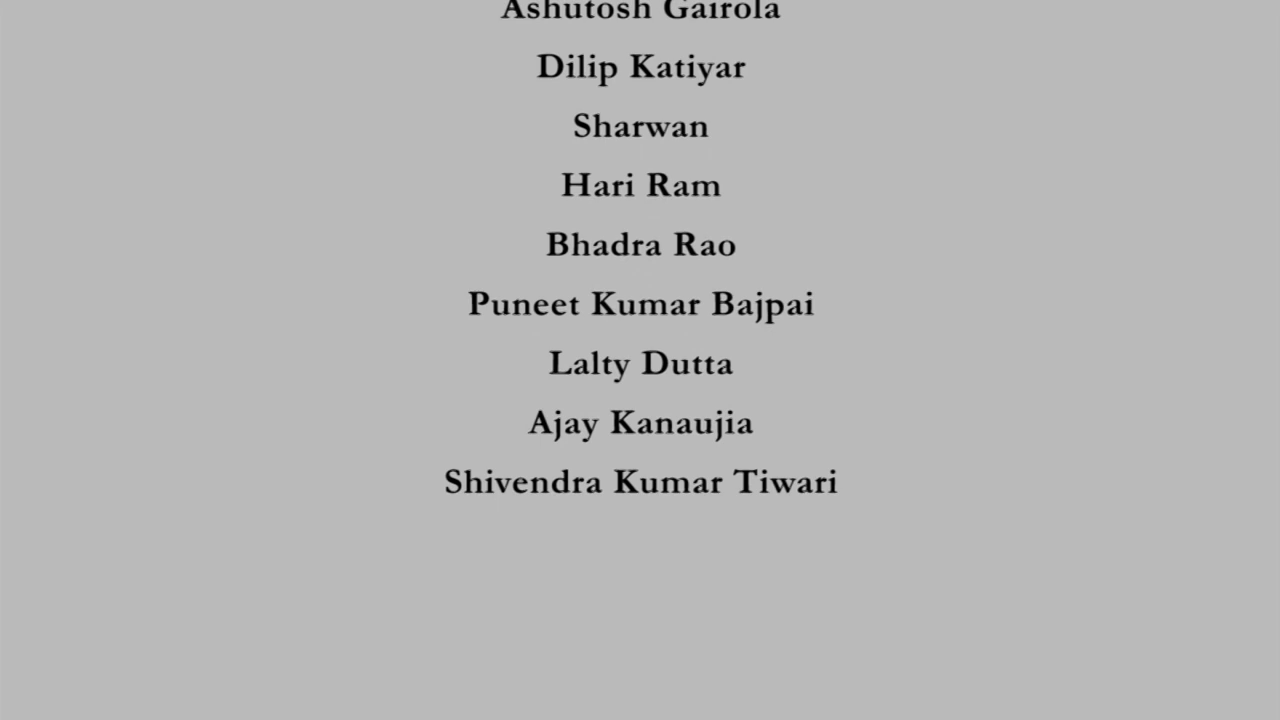 Ashutosh Gairola
Dilip Katiyar
Sharwan
Hari Ram
Bhadra Rao
Puneet Kumar Bajpai
Lalty Dutta
Ajay Kanaujia
Shivendra Kumar Tiwari